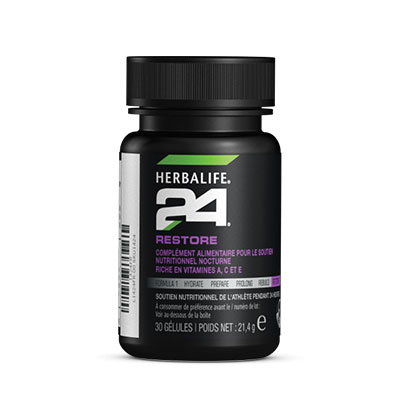 HERBALIFE
24
RESTORE
COMPLÉMENT ALIMENTAIRE POUR LE SOUTIEN
NUTRITIONNEL NOCTURNE
RICHE EN VITAMINES A, C ET E
FORMULA 1 HYDRATE PREPARE PROLONG REBUILD
SOUTIEN NUTRITIONNEL DE L'ATHLÈTE PENDANT 24 HEURES
A consommer de préférence avant le / numéro de lot :
Voir au-dessous de la boîte
30 GÉLULES | POIDS NET : 21,4 g e